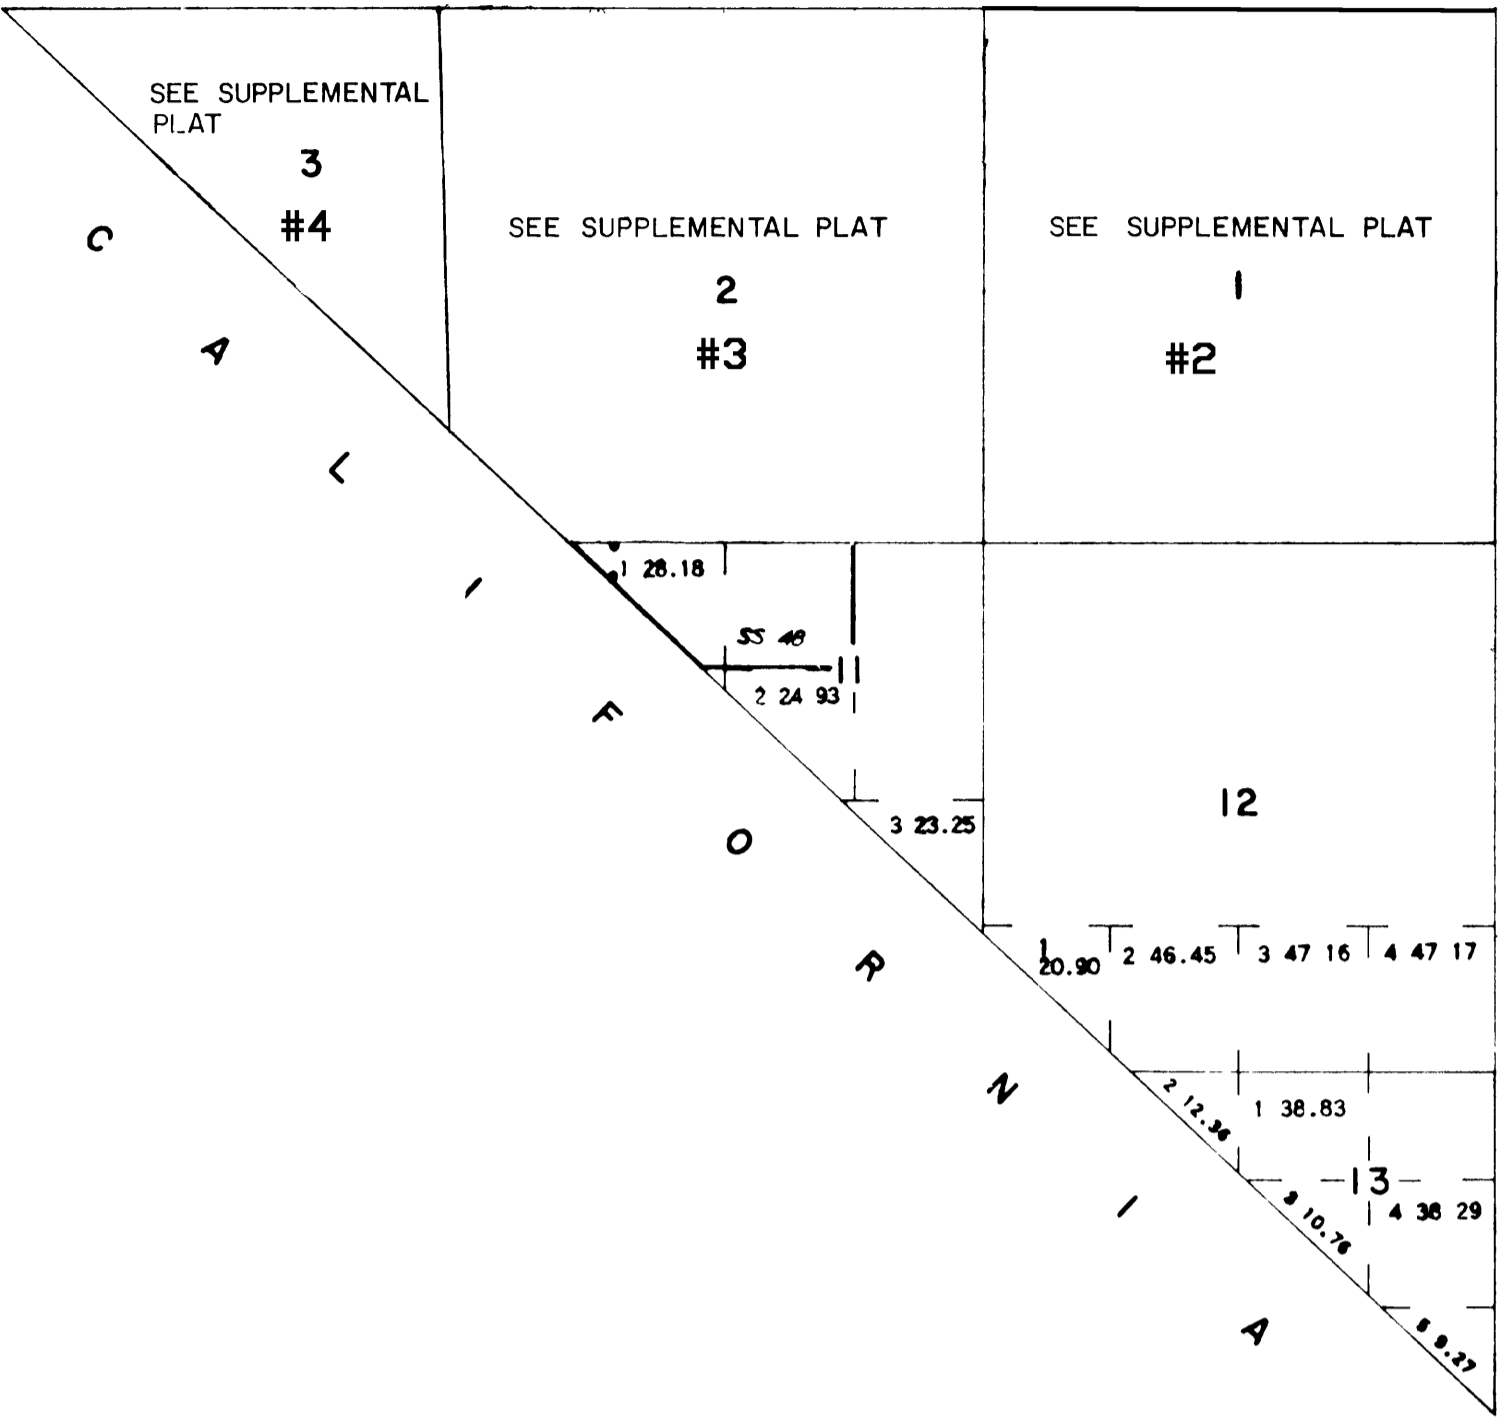 SEE SUPPLEMENTAL
PLAT
3
#4
SEE SUPPLEMENTAL PLAT
2
#3
SEE SUPPLEMENTAL PLAT
1
#2
CALIFORNIA
1 28.18
SS 48
11
2 24 93
3 23.25
12
1
20.90
2 46.45
3 47 16
4 47 17
2 12.36
1 38.83
13
3 10.76
4 38 29
5 9.27